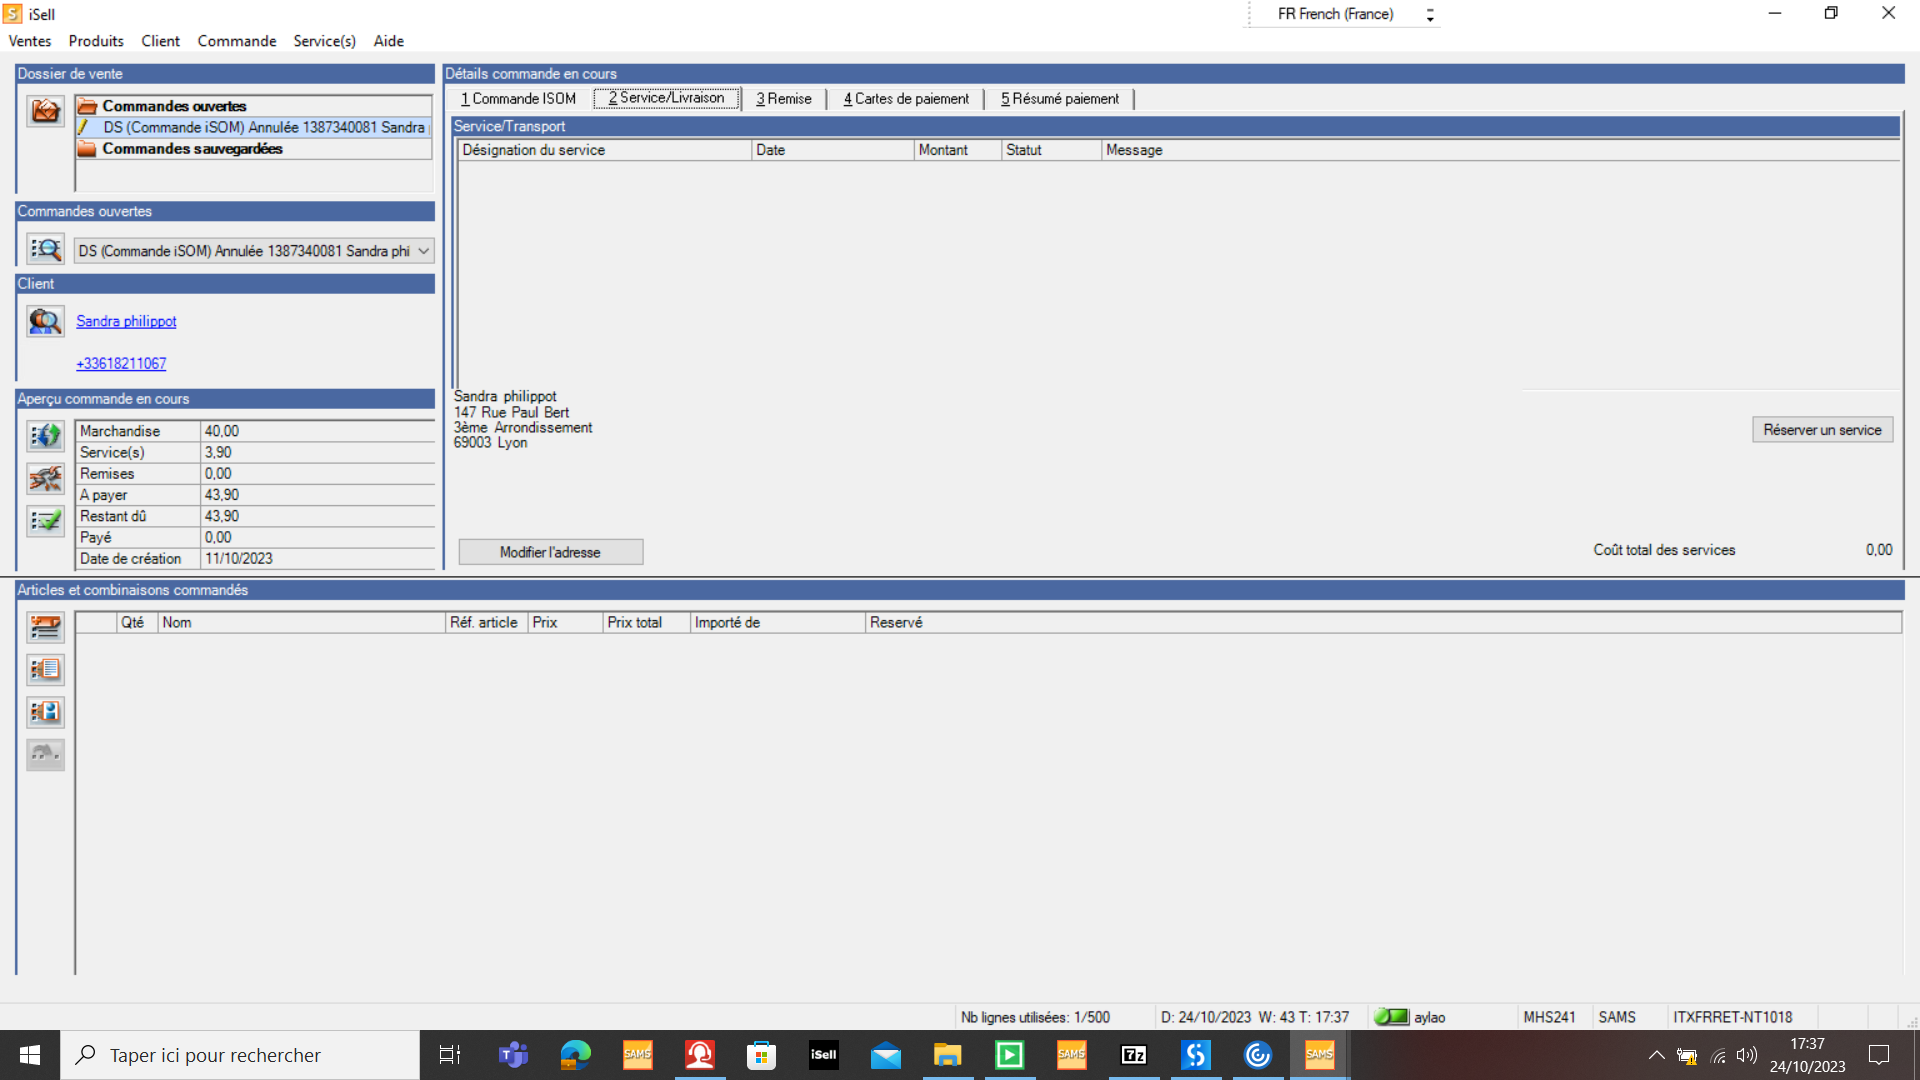 iSell
FR French (France)
Ventes Produits Client Commande Service(s) Aide
Dossier de vente
Commandes ouvertes
DS (Commande iSOM) Annulée 1387340081 Sandra
Commandes sauvegardées
Commandes ouvertes
DS (Commande iSOM) Annulée 1387340081 Sandra phi
Client
Sandra philippot
+33618211067
Aperçu commande en cours
Marchandise 40,00
Service(s) 3,90
Remises 0,00
A payer 43,90
Restant dû 43,90
Payé 0,00
Date de création 11/10/2023
Détails commande en cours
1 Commande ISOM 2 Service/Livraison 3 Remise 4 Cartes de paiement 5 Résumé paiement
Service/Transport
Désignation du service Date Montant Statut Message
Sandra philippot
147 Rue Paul Bert
3ème Arrondissement
69003 Lyon
Réserver un service
Modifier l'adresse
Coût total des services 0,00
Articles et combinaisons commandés
Qté Nom Réf. article Prix Prix total Importé de Reservé
Nb lignes utilisées: 1/500 D: 24/10/2023 W: 43 T: 17:37 aylao MHS241 SAMS ITXFRRET-NT1018
Taper ici pour rechercher
SAMS
iSell
SAMS
7z
SAMS
17:37
24/10/2023